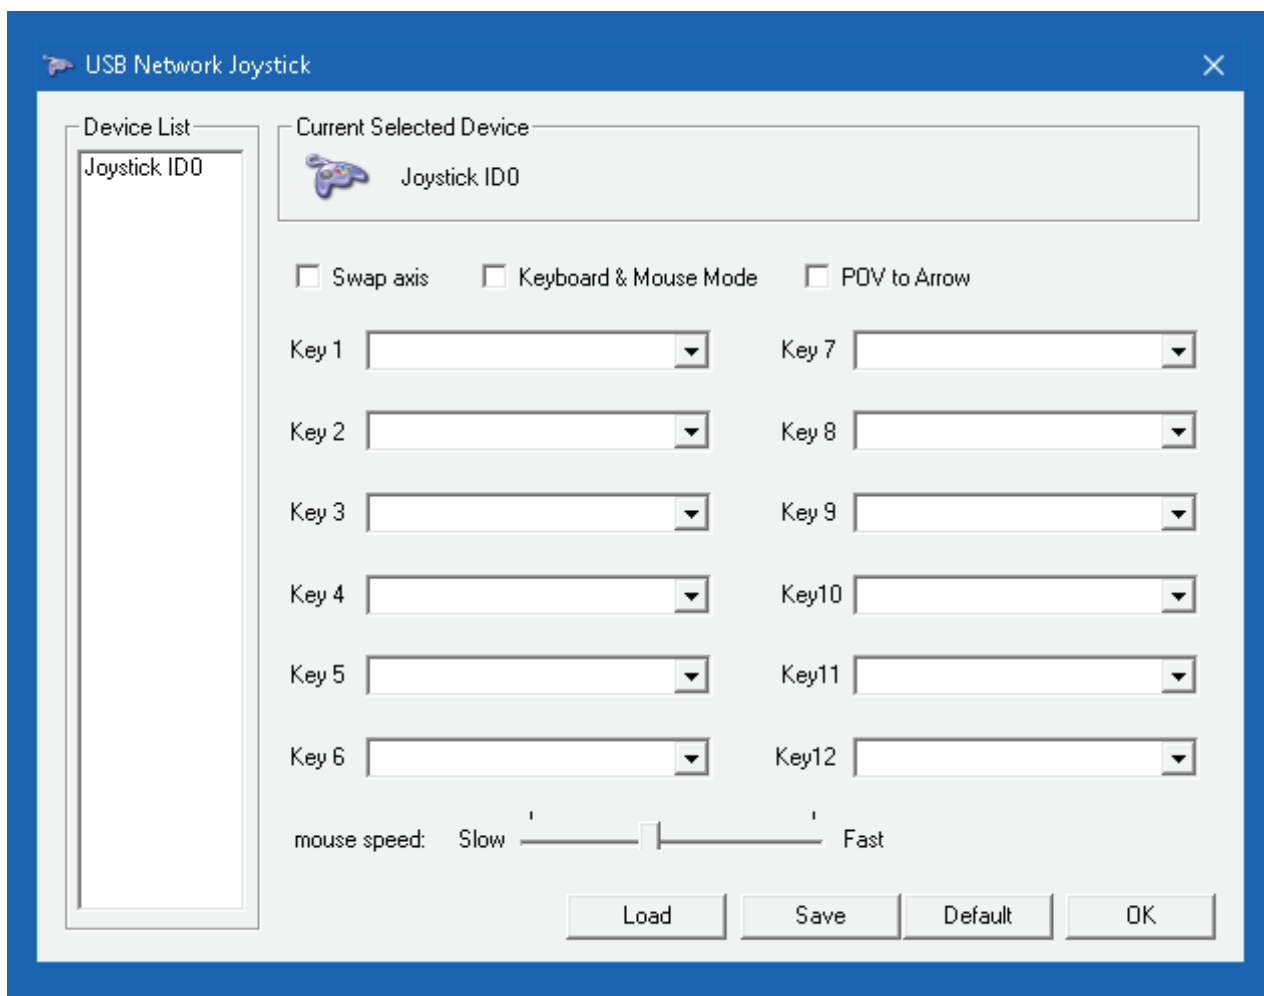 USB Network Joystick
Device List
Joystick ID0
Current Selected Device
Joystick ID0
Swap axis
Keyboard & Mouse Mode
POV to Arrow
Key 1
Key 7
Key 2
Key 8
Key 3
Key 9
Key 4
Key10
Key 5
Key11
Key 6
Key12
mouse speed:
Slow
Fast
Load
Save
Default
OK